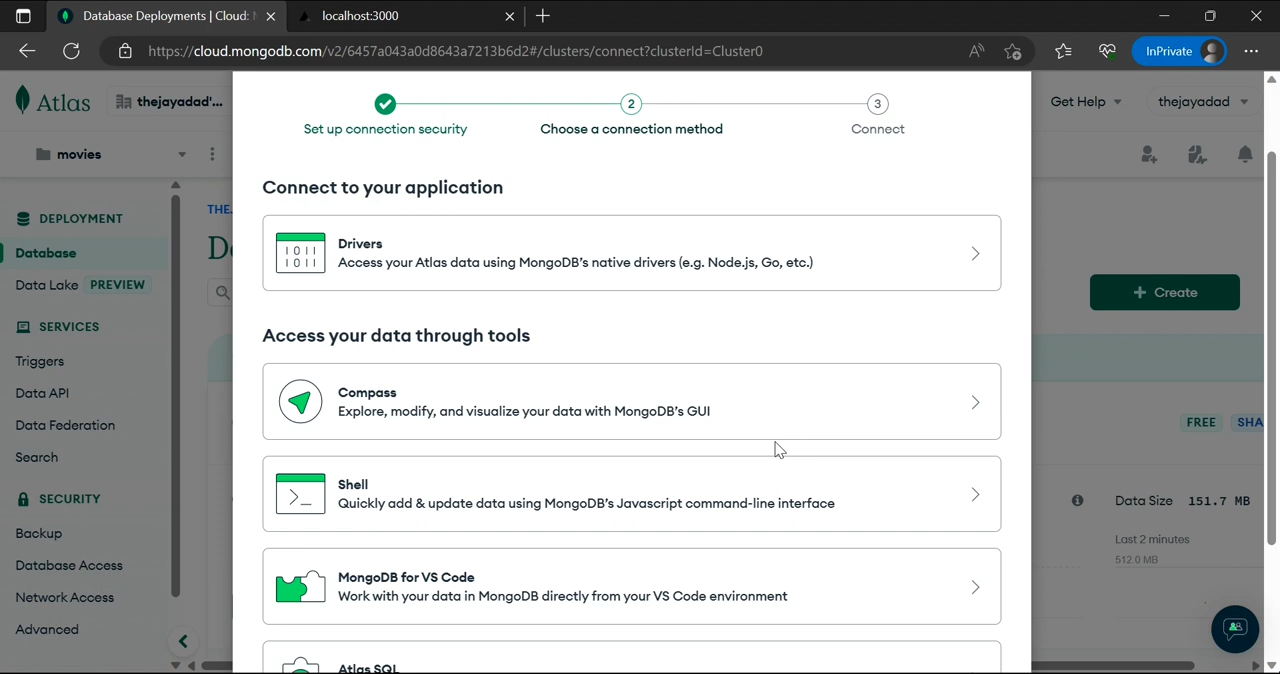 Database Deployments | Cloud:
localhost:3000
https://cloud.mongodb.com/v2/6457a043a0d8643a7213b6d2#/clusters/connect?clusterId=Cluster0
InPrivate
Atlas
thejayadad'...
Get Help
thejayadad
movies
DEPLOYMENT
Database
Data Lake PREVIEW
SERVICES
Triggers
Data API
Data Federation
Search
SECURITY
Backup
Database Access
Network Access
Advanced
THE
1
2
3
Set up connection security
Choose a connection method
Connect
Connect to your application
Drivers
Access your Atlas data using MongoDB's native drivers (e.g. Node.js, Go, etc.)
Access your data through tools
Compass
Explore, modify, and visualize your data with MongoDB's GUI
Shell
Quickly add & update data using MongoDB's Javascript command-line interface
MongoDB for VS Code
Work with your data in MongoDB directly from your VS Code environment
Atlas SQL
+ Create
FREE
SHA
Data Size 151.7 MB
Last 2 minutes
512.0 MB